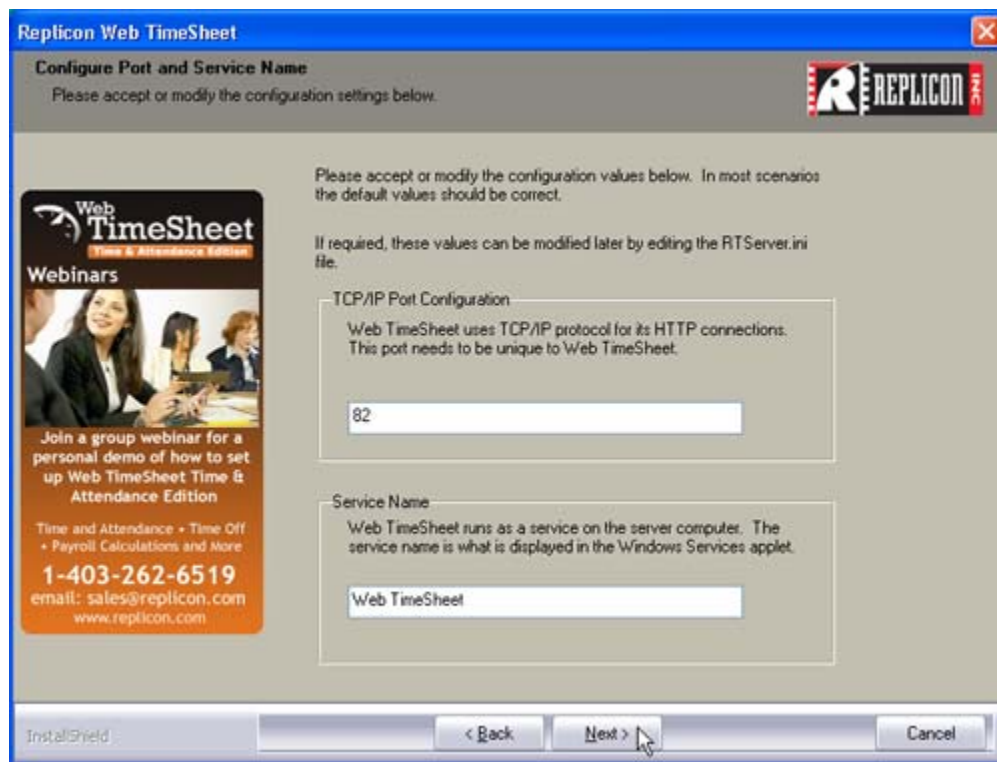 Replicon Web TimeSheet
Configure Port and Service Name
Please accept or modify the configuration settings below.
R REPLICON INC
Please accept or modify the configuration values below. In most scenarios
the default values should be correct.
If required, these values can be modified later by editing the RTServer.ini
file.
TCP/IP Port Configuration
Web TimeSheet uses TCP/IP protocol for its HTTP connections.
This port needs to be unique to Web TimeSheet.
82
Service Name
Web TimeSheet runs as a service on the server computer. The
service name is what is displayed in the Windows Services applet.
Web TimeSheet
Web
TimeSheet
Time & Attendance Edition
Webinars
Join a group webinar for a
personal demo of how to set
up Web TimeSheet Time &
Attendance Edition
Time and Attendance • Time Off
• Payroll Calculations and More
1-403-262-6519
email: sales@replicon.com
www.replicon.com
InstallShield
< Back
Next >
Cancel